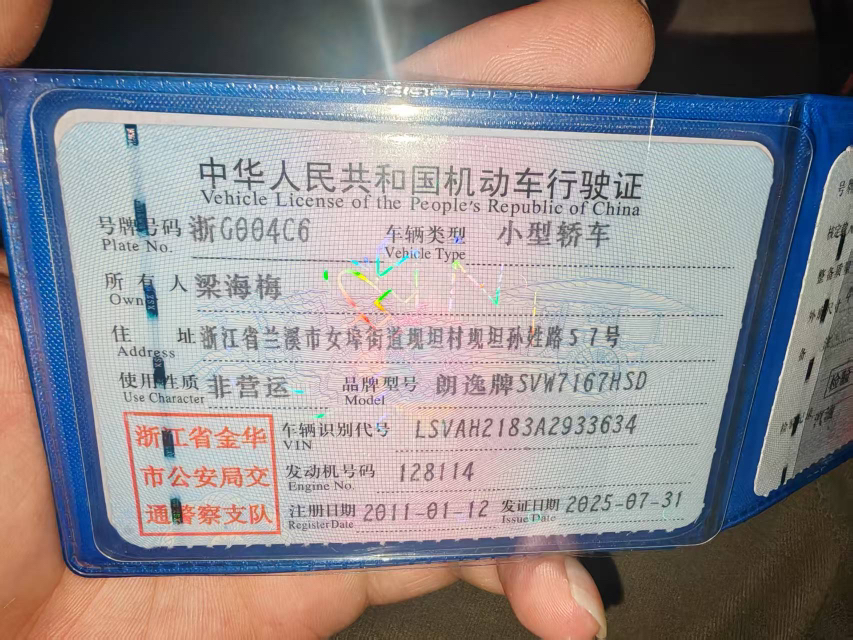 中华人民共和国机动车行驶证
Vehicle License of the People's Republic of China
号牌号码 浙G004C6 车辆类型 小型轿车
Plate No. Vehicle Type
所有人 梁海梅
Owner
住址 浙江省兰溪市女埠街道现坦村现坦孙姓路57号
Address
使用性质 非营运 品牌型号 朗逸牌SVW7167HSD
Use Character Model
浙江省金华
市公安局交
通警察支队
车辆识别代号 LSVAH2183A2933634
VIN
发动机号码 128114
Engine No.
注册日期 2011-01-12 发证日期 2025-07-31
Register Date Issue Date